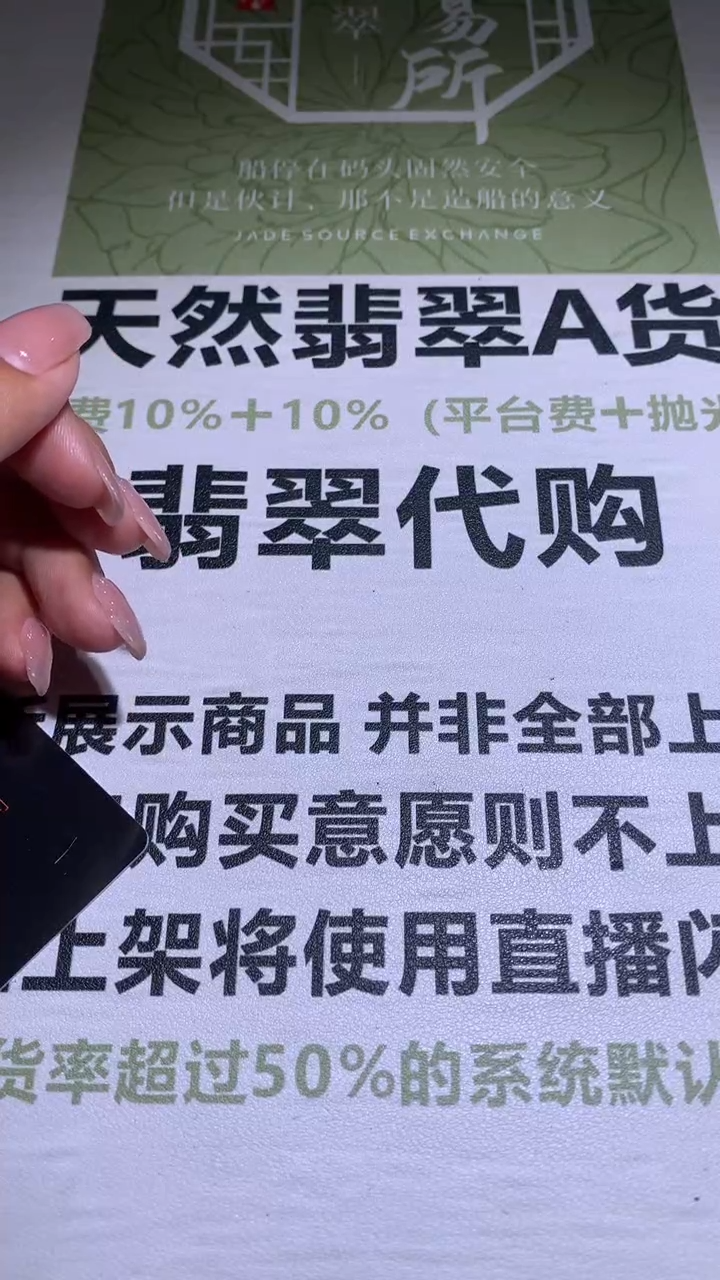 翠 易
所
船停在码头固然安全
但是伙计，那不是造船的意义
JADE SOURCE EXCHANGE
天然翡翠A货
费10%+10%（平台费+抛光
翡翠代购
展示商品 并非全部上
购买意愿则不上
上架将使用直播闪
货率超过50%的系统默认